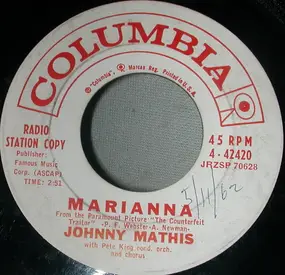 COLUMBIA
"Columbia", Marcas Reg. Printed in U.S.A.
RADIO
STATION COPY
Publisher:
Famous Music
Corp. (ASCAP)
TIME: 2:51
45 RPM
4-42420
JRZSP 70628
MARIANNA
5/11/62
From the Paramount Picture "The Counterfeit
Traitor" -P. F. Webster-A. Newman-
JOHNNY MATHIS
with Pete King cond. orch.
and chorus